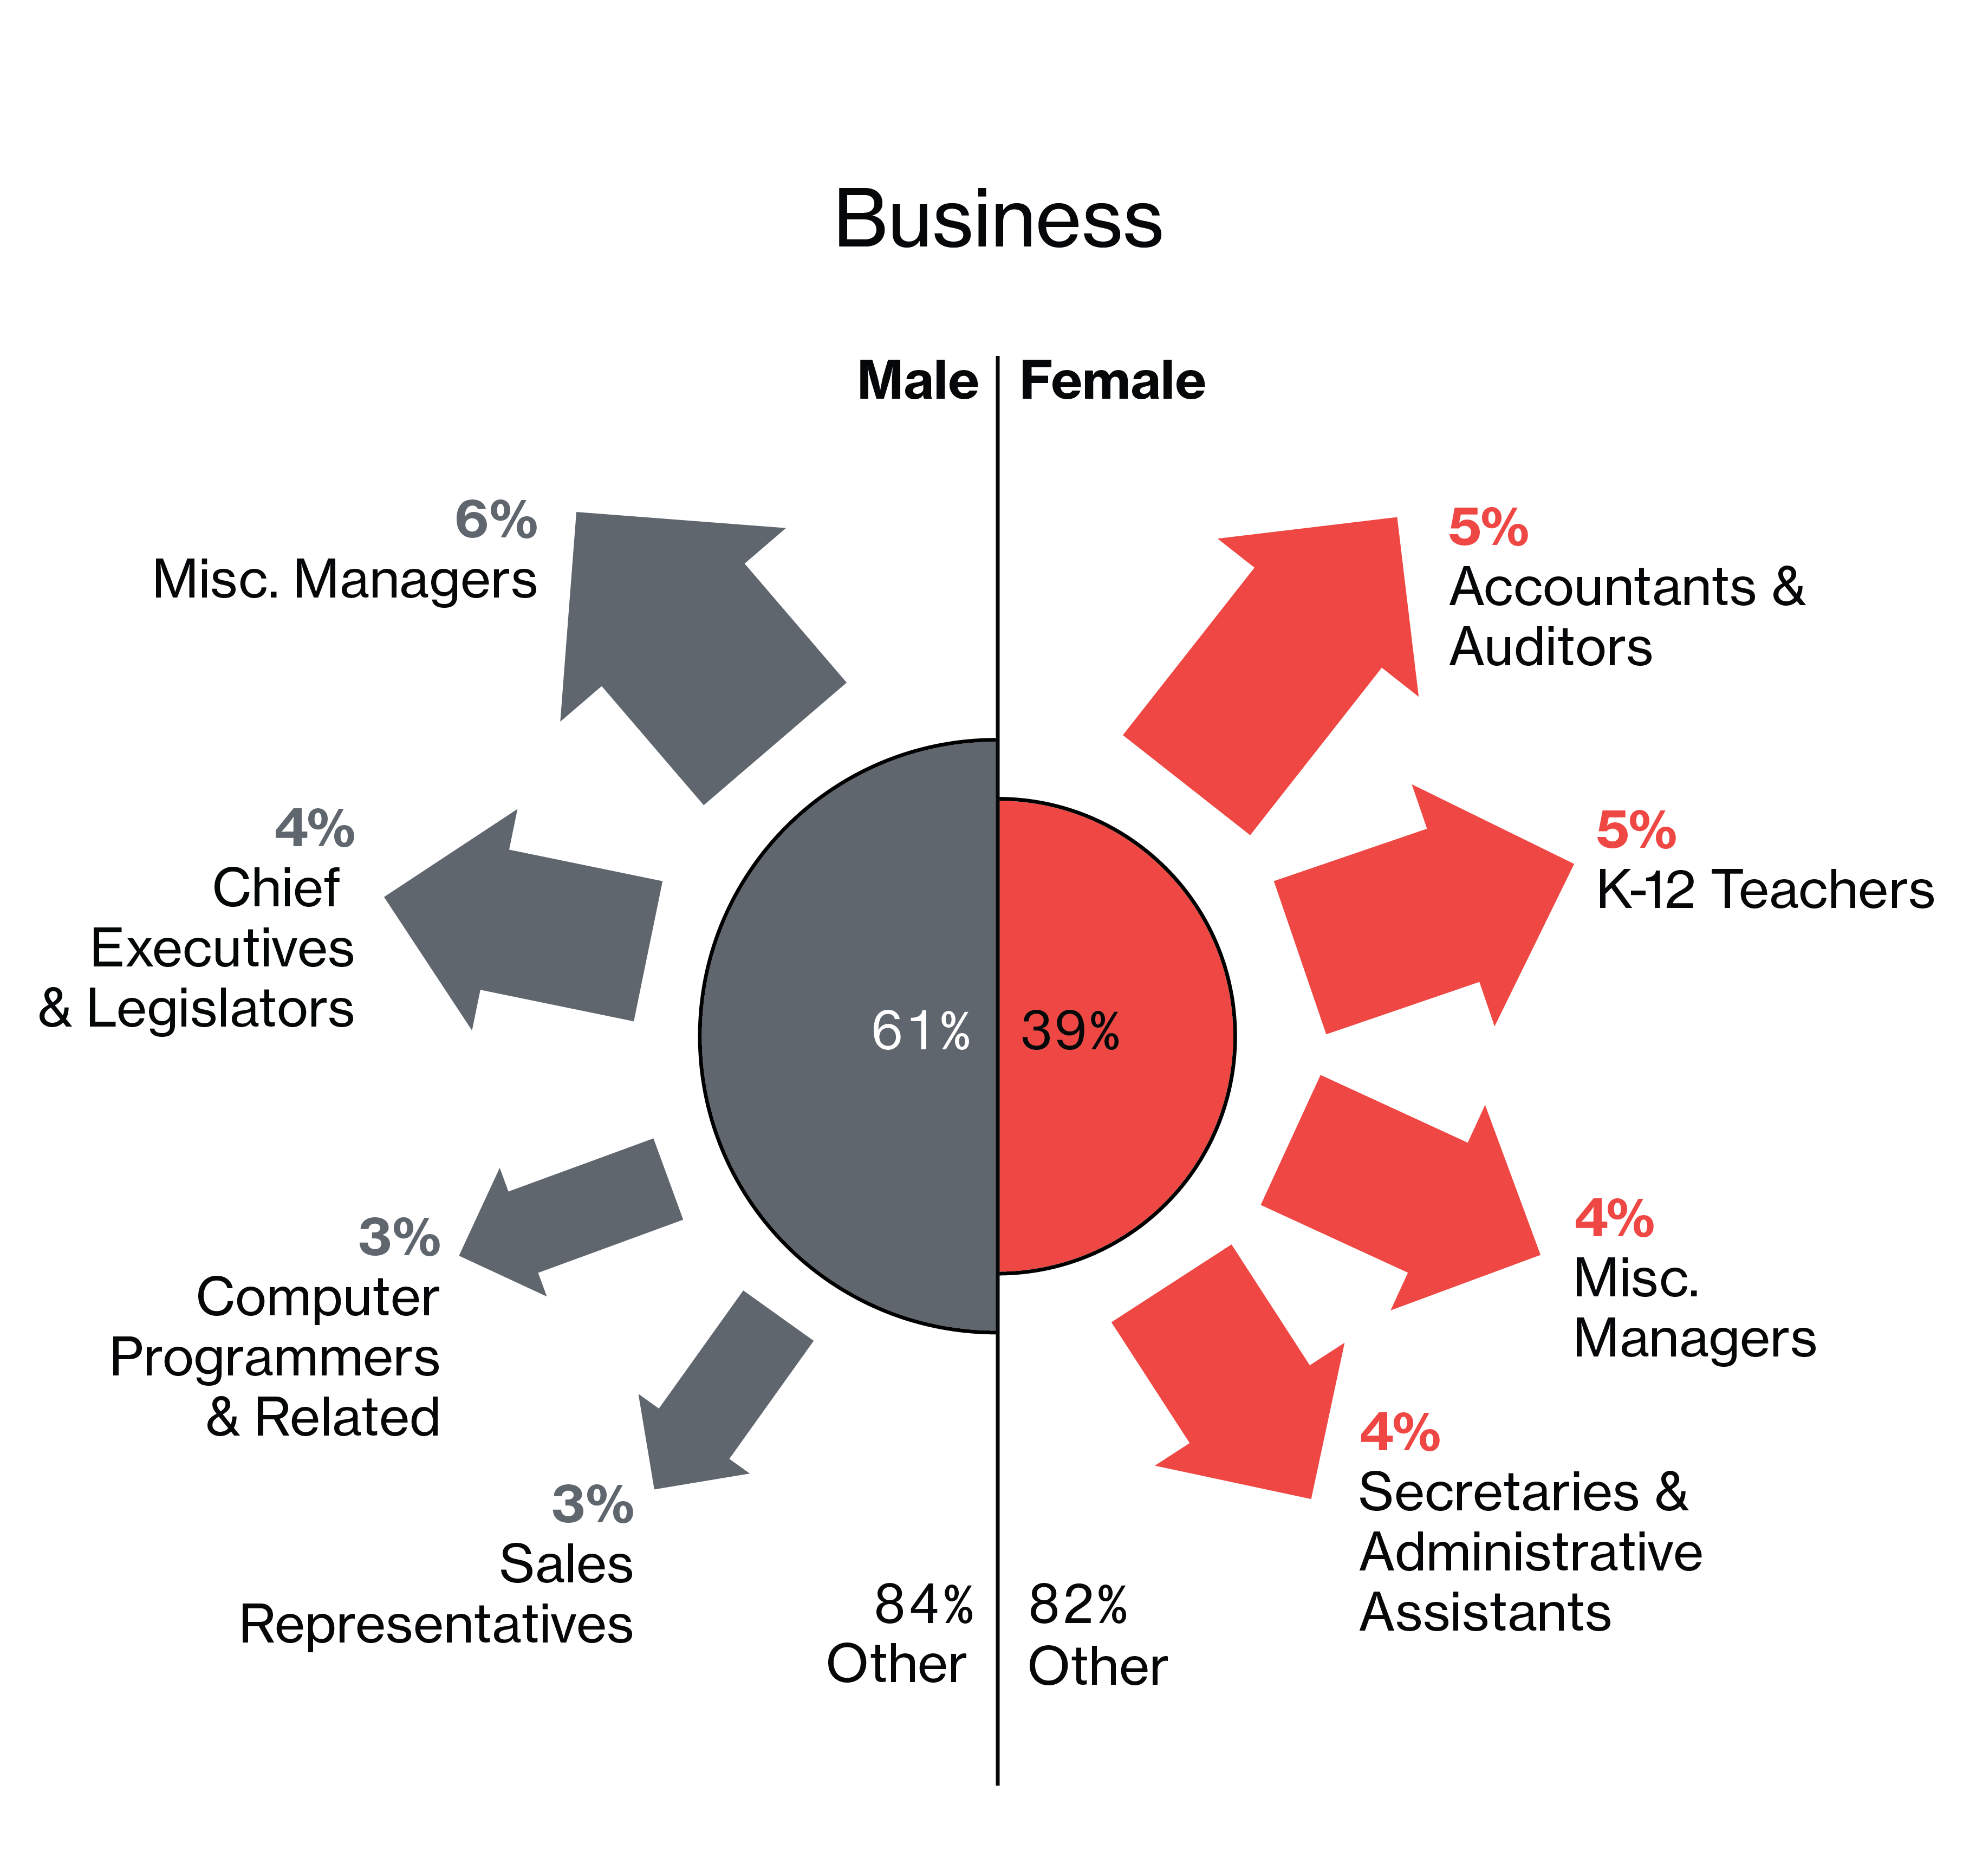 Business
Male
Female
6%
Misc. Managers
4%
Chief
Executives
& Legislators
3%
Computer
Programmers
& Related
3%
Sales
Representatives
84%
Other
61%
39%
5%
Accountants &
Auditors
5%
K-12 Teachers
4%
Misc.
Managers
4%
Secretaries &
Administrative
Assistants
82%
Other